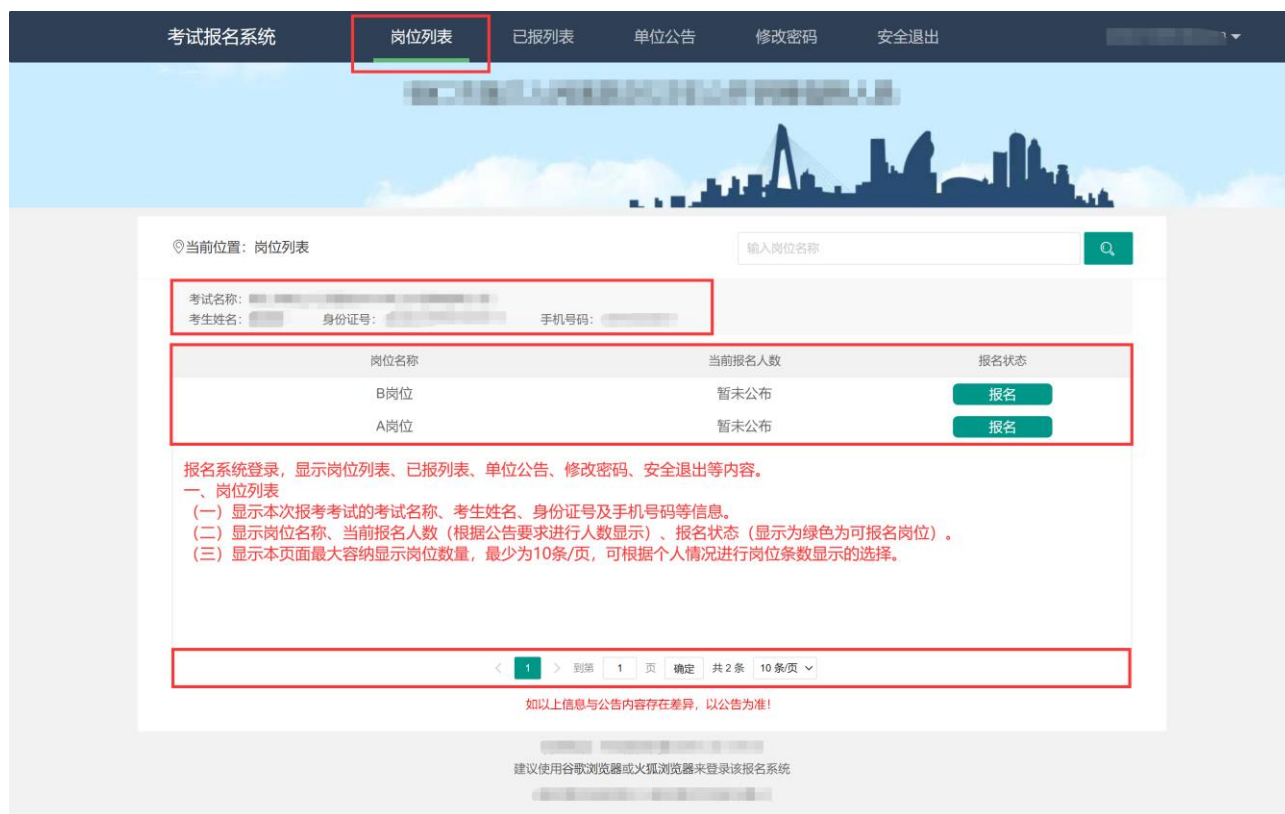 考试报名系统 岗位列表 已报列表 单位公告 修改密码 安全退出
当前位置：岗位列表 输入岗位名称
考试名称：
考生姓名： 身份证号： 手机号码：
岗位名称 当前报名人数 报名状态
B岗位 暂未公布 报名
A岗位 暂未公布 报名
报名系统登录，显示岗位列表、已报列表、单位公告、修改密码、安全退出等内容。
一、岗位列表
（一）显示本次报考考试的考试名称、考生姓名、身份证号及手机号码等信息。
（二）显示岗位名称、当前报名人数（根据公告要求进行人数显示）、报名状态（显示为绿色为可报名岗位）。
（三）显示本页面最大容纳显示岗位数量，最少为10条/页，可根据个人情况进行岗位条数显示的选择。
1 到第 1 页 确定 共2条 10条/页
如以上信息与公告内容存在差异，以公告为准！
建议使用谷歌浏览器或火狐浏览器来登录该报名系统